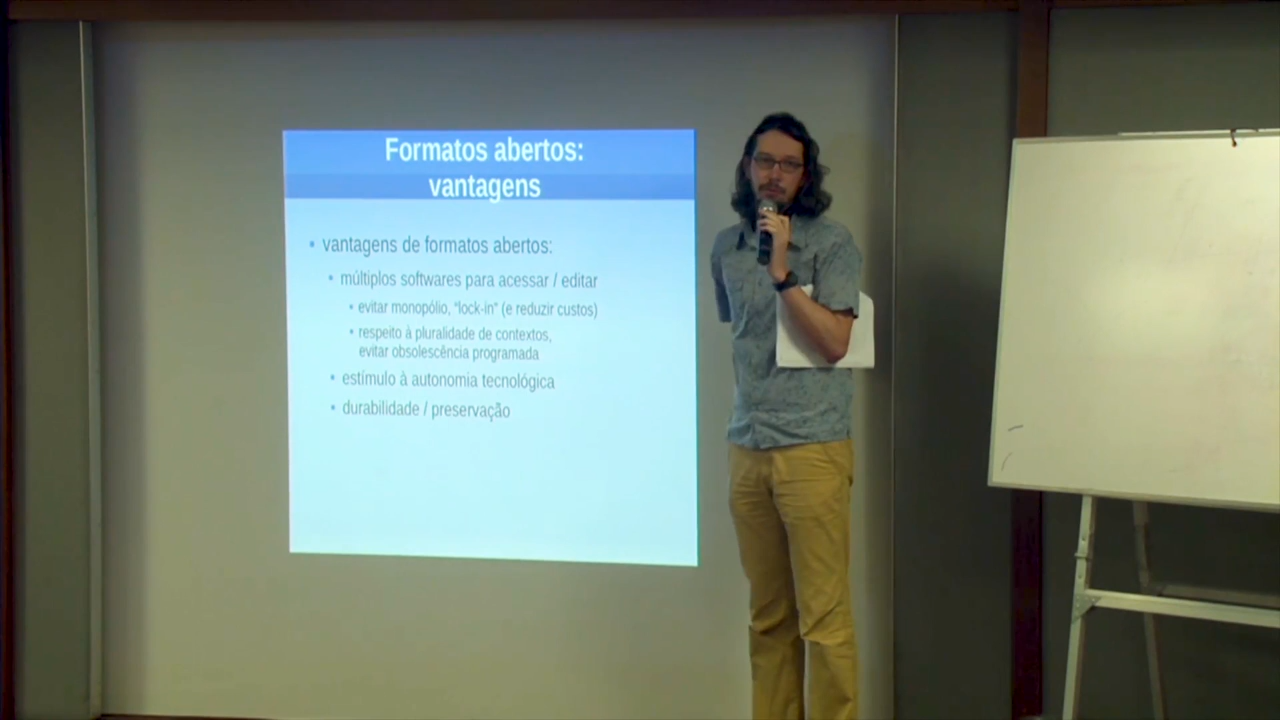 Formatos abertos:
vantagens
• vantagens de formatos abertos:
• múltiplos softwares para acessar / editar
• evitar monopólio, "lock-in" (e reduzir custos)
• respeito à pluralidade de contextos,
evitar obsolescência programada
• estímulo à autonomia tecnológica
• durabilidade / preservação